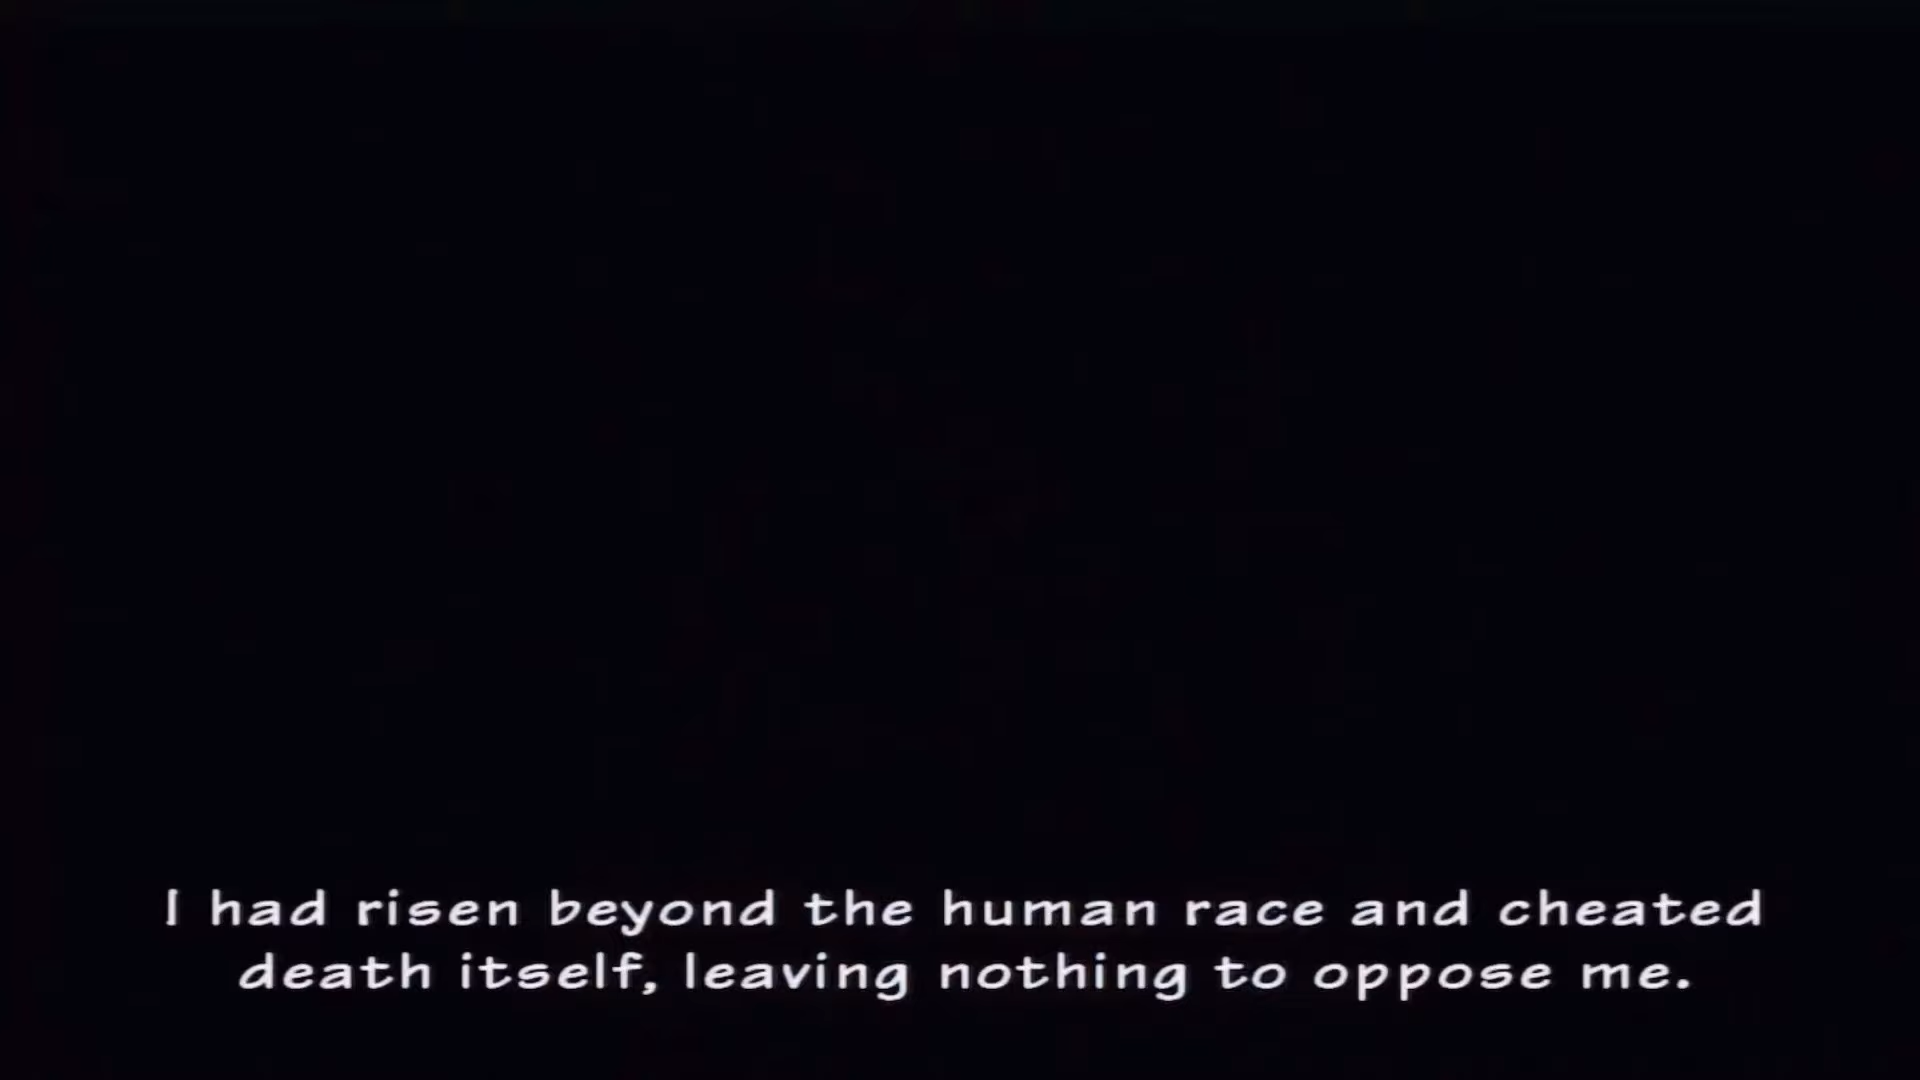 I had risen beyond the human race and cheated
death itself, leaving nothing to oppose me.